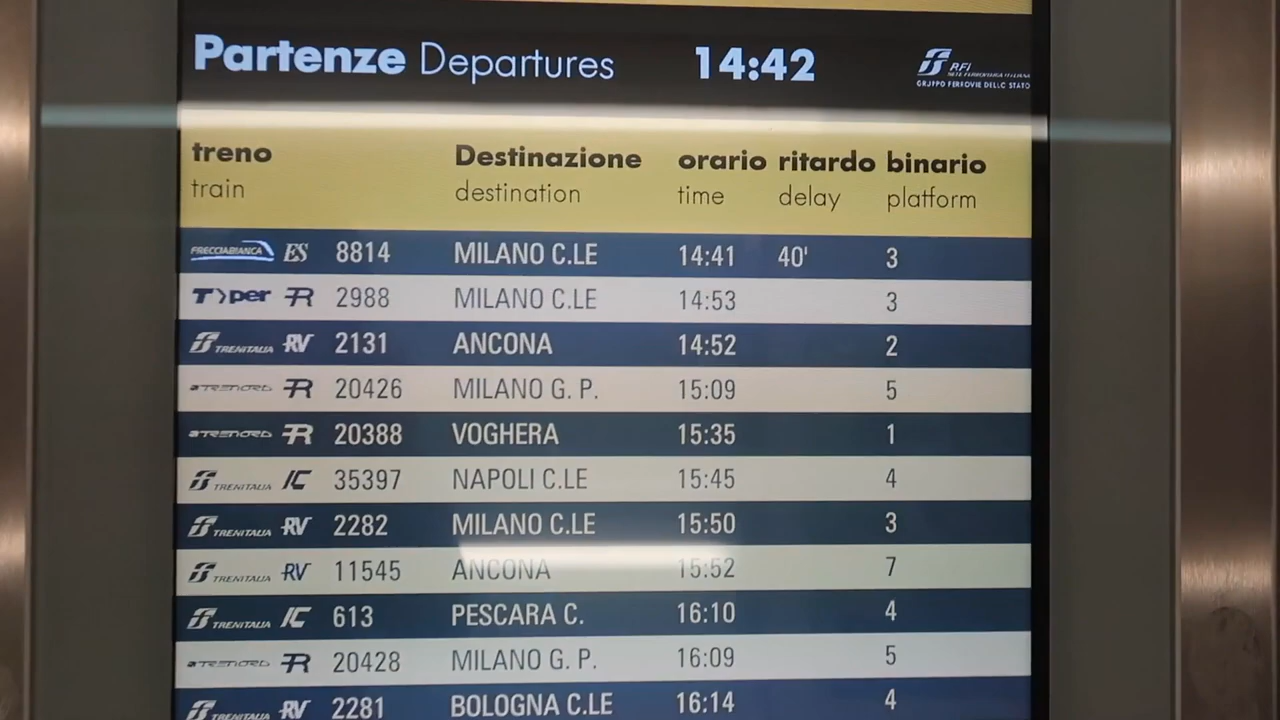 Partenze Departures 14:42 RFI
RETE FERROVIARIA ITALIANA
GRUPPO FERROVIE DELLO STATO
treno Destinazione orario ritardo binario
train destination time delay platform
FRECCIABIANCA ES 8814 MILANO C.LE 14:41 40' 3
T>per R 2988 MILANO C.LE 14:53 3
TRENITALIA RV 2131 ANCONA 14:52 2
TRENORD R 20426 MILANO G. P. 15:09 5
TRENORD R 20388 VOGHERA 15:35 1
TRENITALIA IC 35397 NAPOLI C.LE 15:45 4
TRENITALIA RV 2282 MILANO C.LE 15:50 3
TRENITALIA RV 11545 ANCONA 15:52 7
TRENITALIA IC 613 PESCARA C. 16:10 4
TRENORD R 20428 MILANO G. P. 16:09 5
TRENITALIA RV 2281 BOLOGNA C.LE 16:14 4